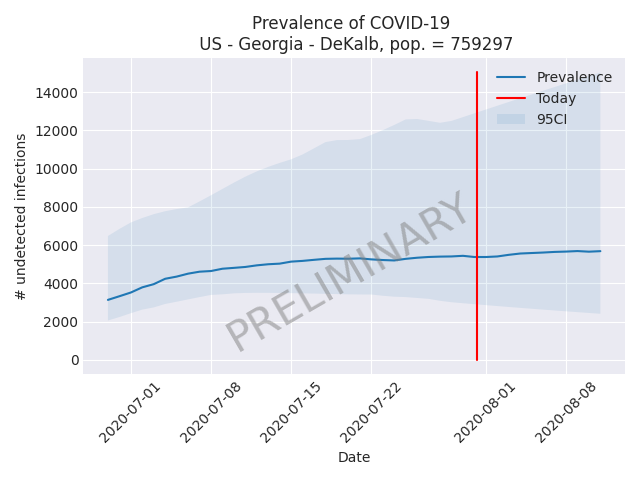 Prevalence of COVID-19
US - Georgia - DeKalb, pop. = 759297
Prevalence
Today
95CI
14000
12000
10000
8000
6000
4000
2000
0
# undetected infections
PRELIMINARY
2020-07-01
2020-07-08
2020-07-15
2020-07-22
2020-08-01
2020-08-08
Date